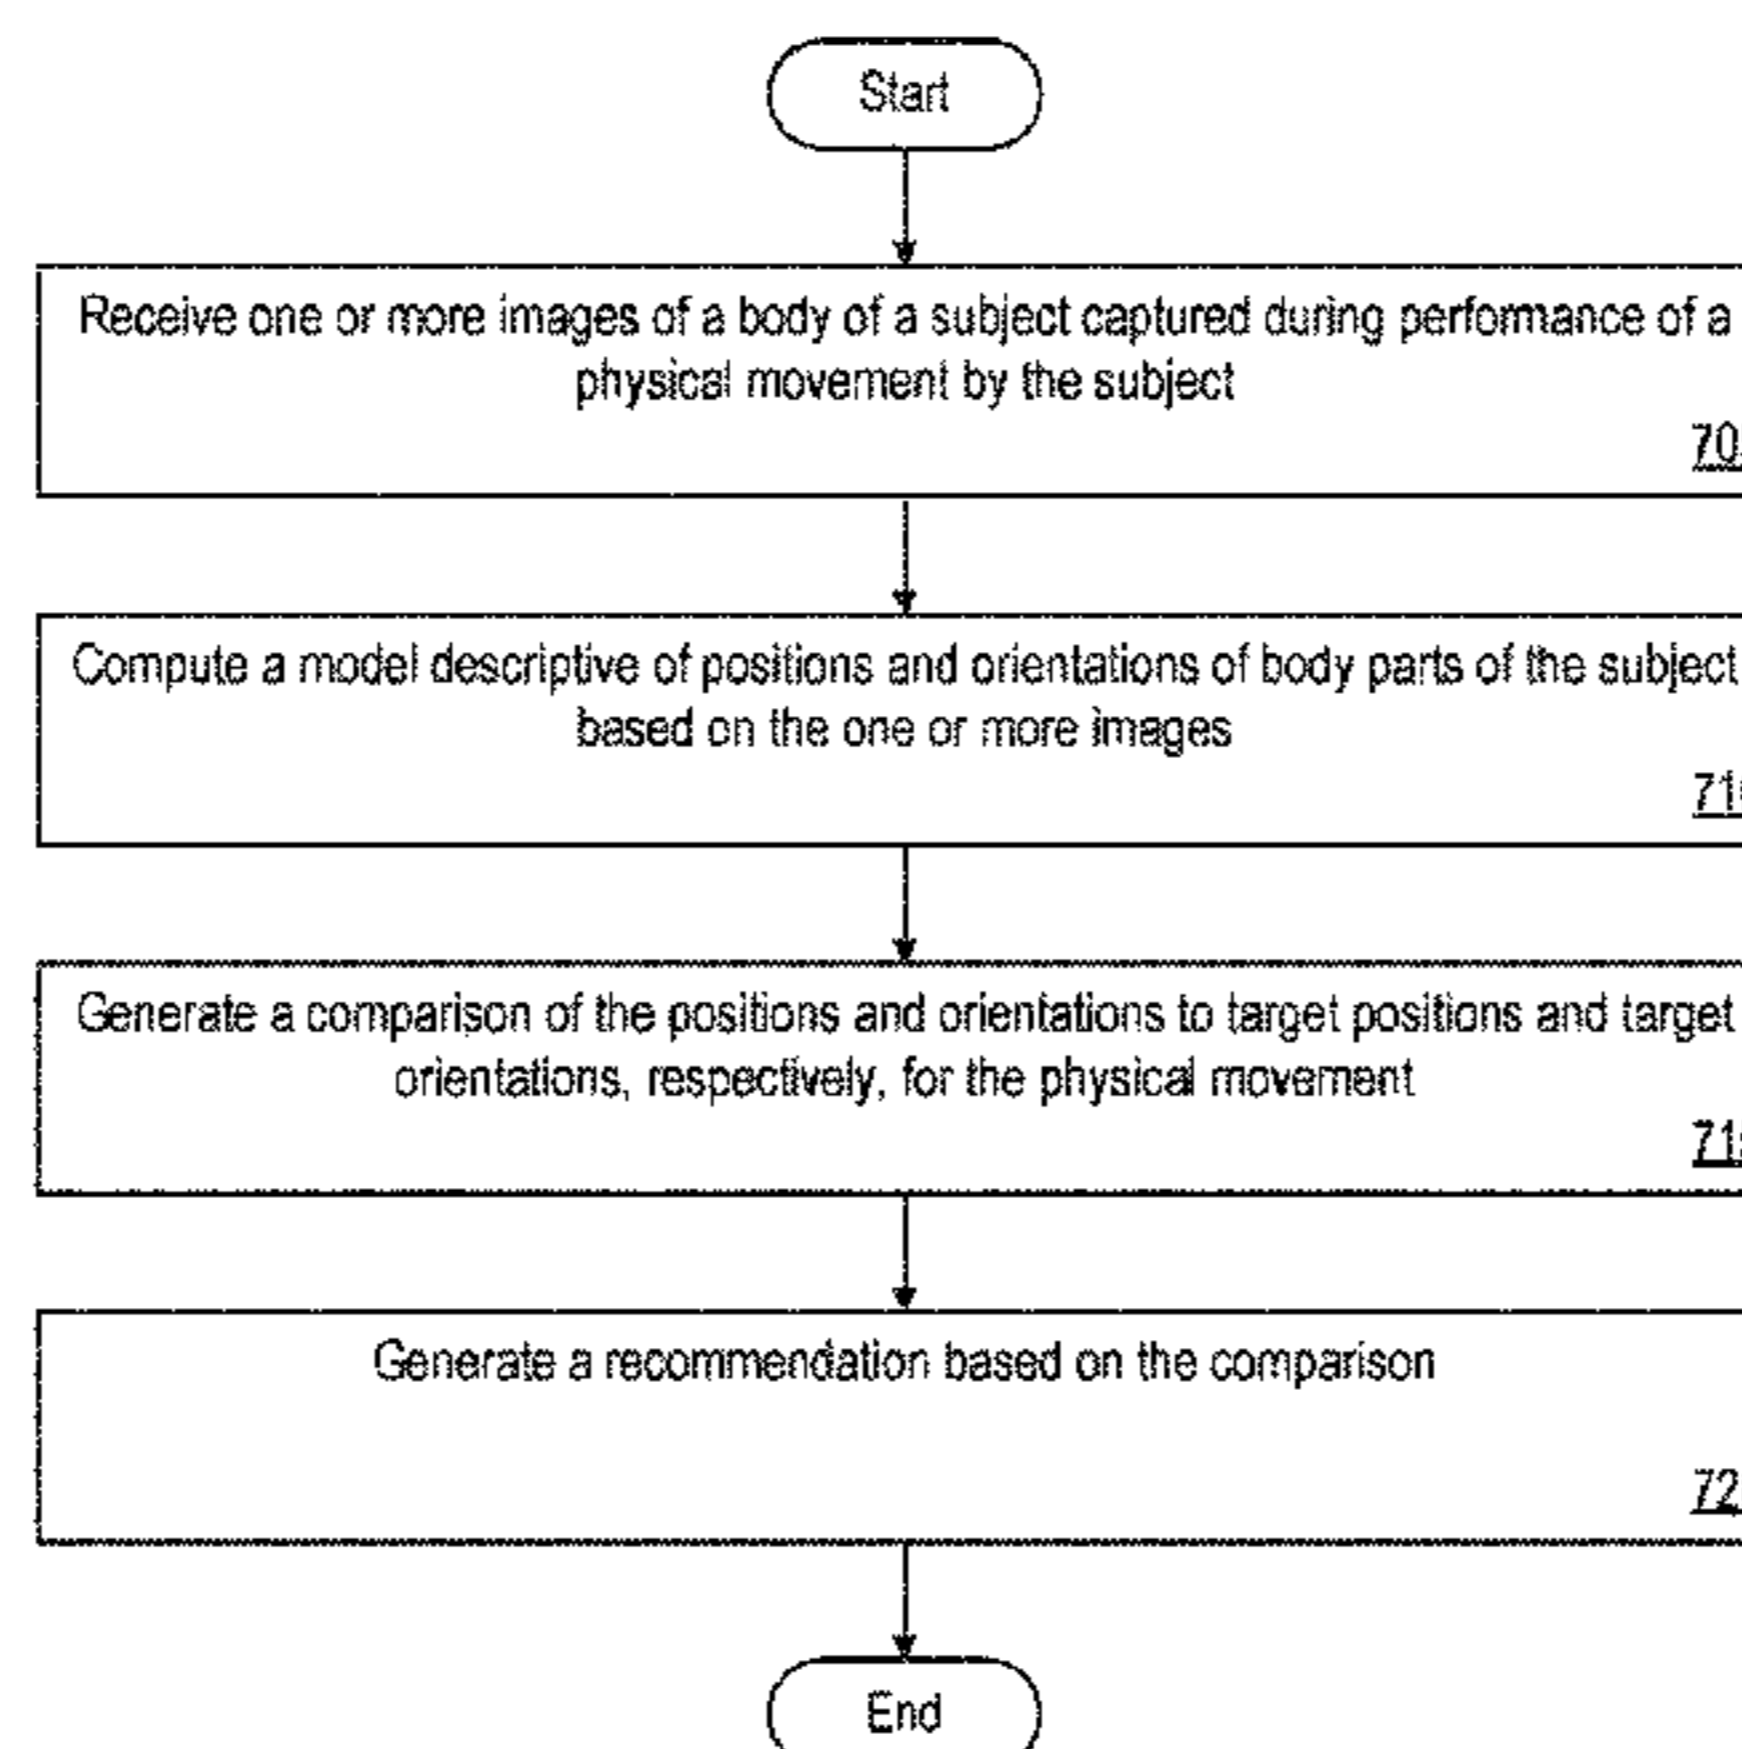 Start
Receive one or more images of a body of a subject captured during performance of a
physical movement by the subject
Compute a model descriptive of positions and orientations of body parts of the subject
based on the one or more images
Generate a comparison of the positions and orientations to target positions and target
orientations, respectively, for the physical movement
Generate a recommendation based on the comparison
End